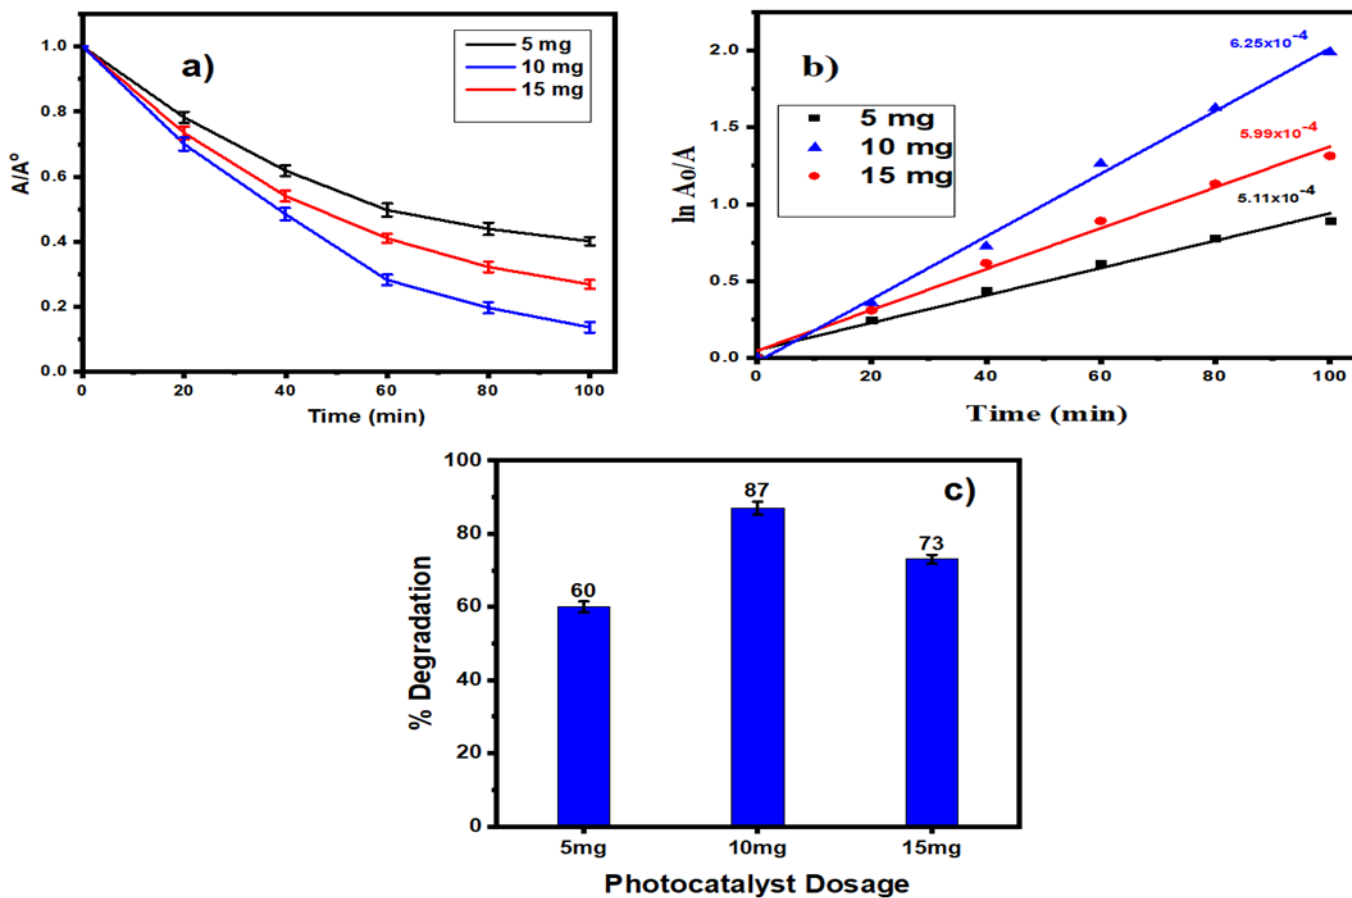 a)
5 mg
10 mg
15 mg
1.0
0.8
0.6
0.4
0.2
0.0
A/A°
0 20 40 60 80 100
Time (min)
b)
5 mg
10 mg
15 mg
6.25x10-4
5.99x10-4
5.11x10-4
2.0
1.5
1.0
0.5
0.0
ln A0/A
0 20 40 60 80 100
Time (min)
c)
100
80
60
40
20
0
% Degradation
60
87
73
5mg 10mg 15mg
Photocatalyst Dosage